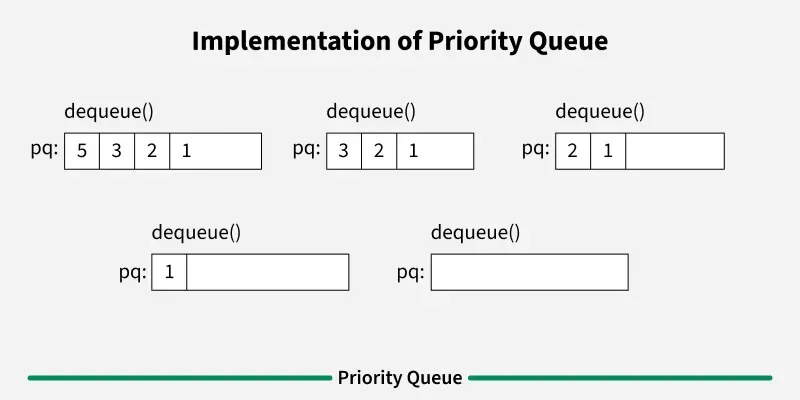 Implementation of Priority Queue
dequeue() dequeue() dequeue()
pq: 5 3 2 1 pq: 3 2 1 pq: 2 1
dequeue() dequeue()
pq: 1 pq:
Priority Queue